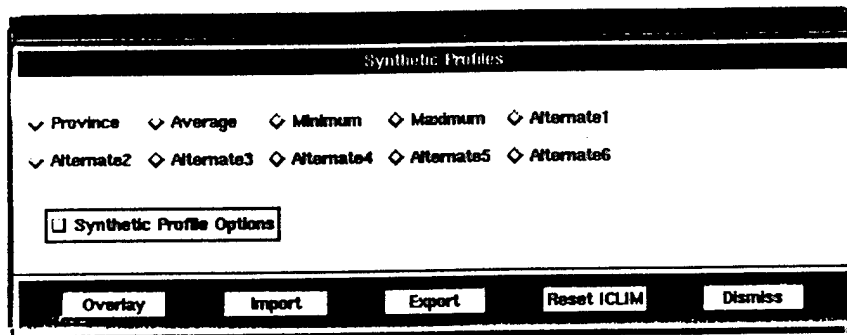 Synthetic Profiles
Province Average Minimum Maximum Alternate1
Alternate2 Alternate3 Alternate4 Alternate5 Alternate6
Synthetic Profile Options
Overlay Import Export Reset ICLIM Dismiss